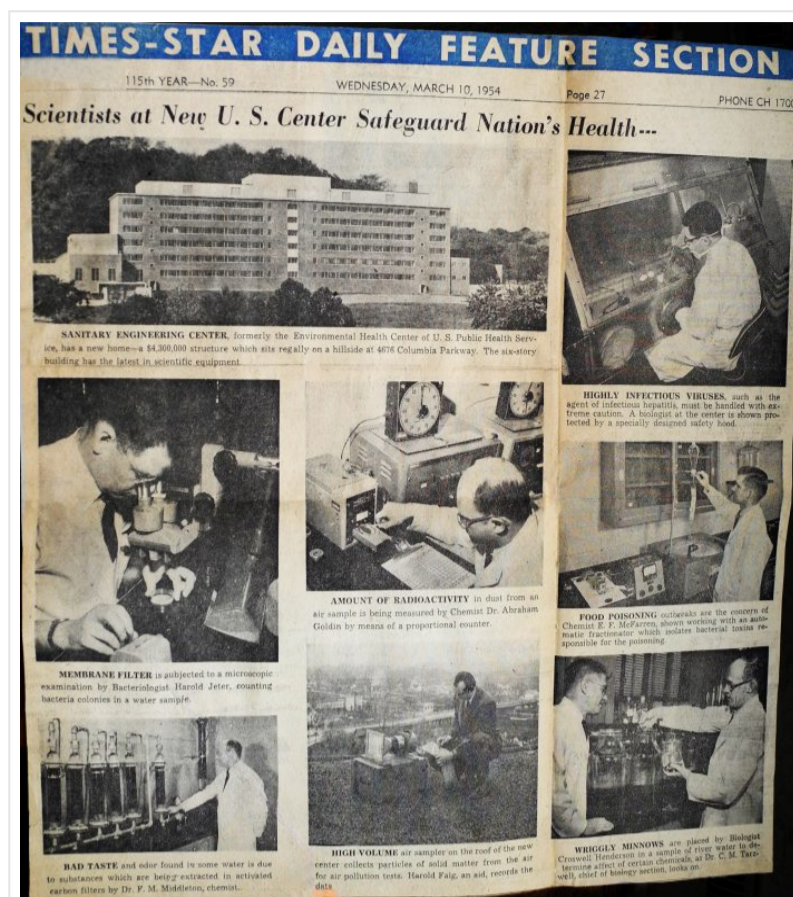 TIMES-STAR DAILY FEATURE SECTION
115th YEAR—No. 59
WEDNESDAY, MARCH 10, 1954
Page 27
PHONE CH 1700
Scientists at New U. S. Center Safeguard Nation's Health---
SANITARY ENGINEERING CENTER, formerly the Environmental Health Center of U. S. Public Health Serv-
ice, has a new home—a $4,300,000 structure which sits regally on a hillside at 4676 Columbia Parkway. The six-story
building has the latest in scientific equipment.
HIGHLY INFECTIOUS VIRUSES, such as the
agent of infectious hepatitis, must be handled with ex-
treme caution. A biologist at the center is shown pro-
tected by a specially designed safety hood.
AMOUNT OF RADIOACTIVITY in dust from an
air sample is being measured by Chemist Dr. Abraham
Goldin by means of a proportional counter.
FOOD POISONING outbreaks are the concern of
Chemist E. F. McFarren, shown working with an auto-
matic fractionator which isolates bacterial toxins re-
sponsible for the poisoning.
MEMBRANE FILTER is subjected to a microscopic
examination by Bacteriologist Harold Jeter, counting
bacteria colonies in a water sample.
BAD TASTE and odor found in some water is due
to substances which are being extracted in activated
carbon filters by Dr. F. M. Middleton, chemist.
HIGH VOLUME air sampler on the roof of the new
center collects particles of solid matter from the air
for air pollution tests. Harold Faig, an aid, records the
data
WRIGGLY MINNOWS are placed by Biologist
Croswell Henderson in a sample of river water to de-
termine affect of certain chemicals, as Dr. C. M. Tarz-
well, chief of biology section, looks on.